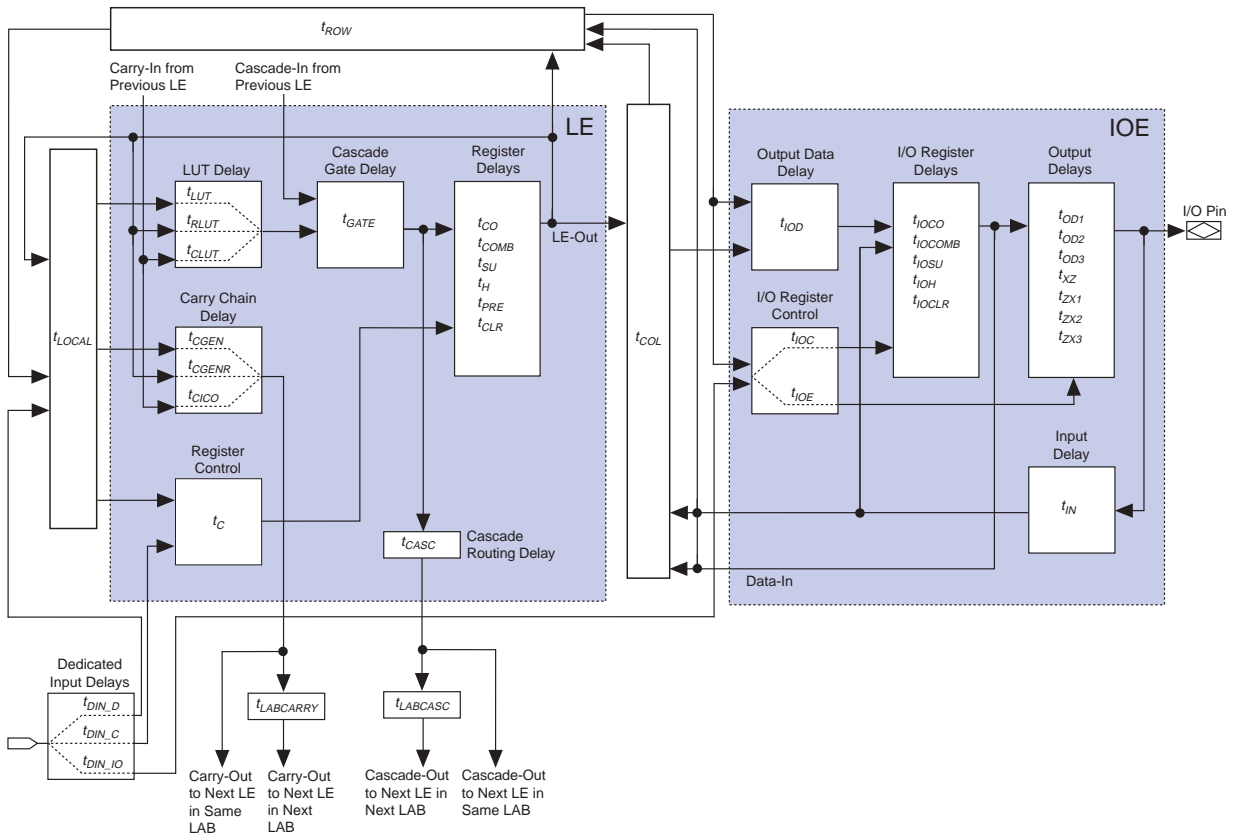 tROW
Carry-In from
Previous LE
Cascade-In from
Previous LE
LE
IOE
LUT Delay
tLUT
tRLUT
tCLUT
Cascade
Gate Delay
tGATE
Register
Delays
tCO
tCOMB
tSU
tH
tPRE
tCLR
LE-Out
Carry Chain
Delay
tCGEN
tCGENR
tCICO
tLOCAL
Register
Control
tC
tCASC
Cascade
Routing Delay
tCOL
Output Data
Delay
tIOD
I/O Register
Delays
tIOCO
tIOCOMB
tIOSU
tIOH
tIOCLR
Output
Delays
tOD1
tOD2
tOD3
tXZ
tZX1
tZX2
tZX3
I/O Pin
I/O Register
Control
tIOC
tIOE
Input
Delay
tIN
Data-In
Dedicated
Input Delays
tDIN_D
tDIN_C
tDIN_IO
tLABCARRY
tLABCASC
Carry-Out
to Next LE
in Same
LAB
Carry-Out
to Next LE
in Next
LAB
Cascade-Out
to Next LE in
Next LAB
Cascade-Out
to Next LE in
Same LAB